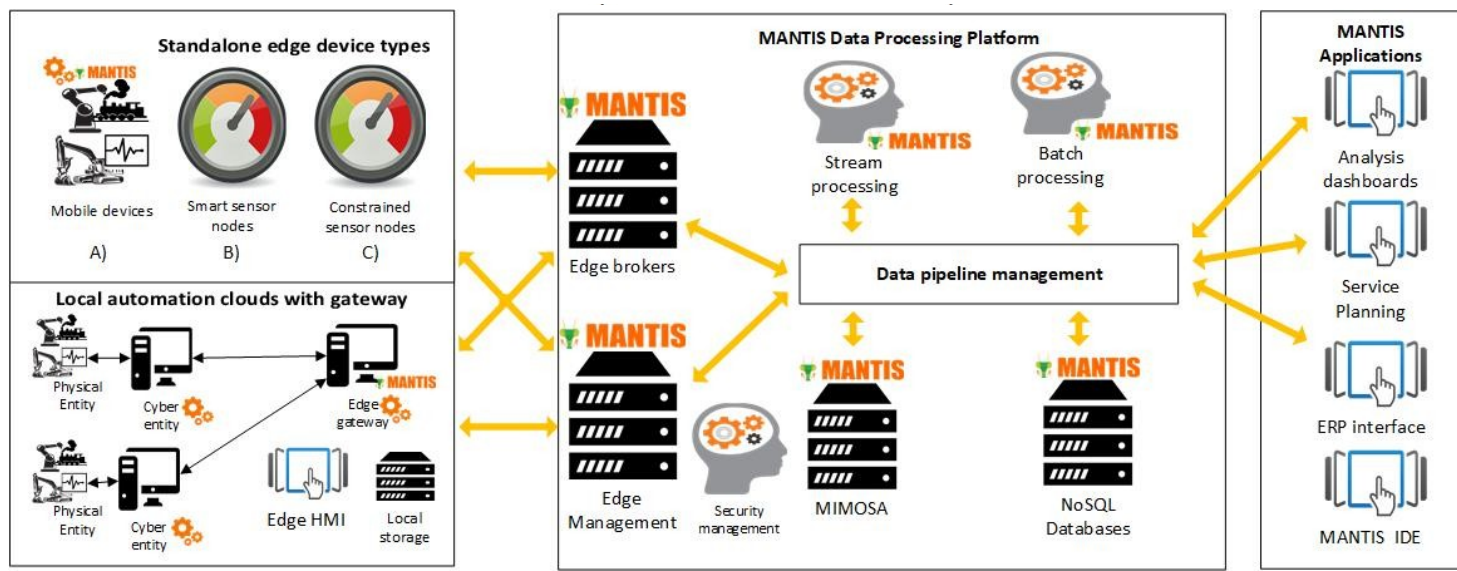 Standalone edge device types
MANTIS
Mobile devices
A)
Smart sensor
nodes
B)
Constrained
sensor nodes
C)
Local automation clouds with gateway
Physical
Entity
Cyber
entity
MANTIS
Edge
gateway
Physical
Entity
Cyber
entity
Edge HMI
Local
storage
MANTIS Data Processing Platform
MANTIS
Edge brokers
MANTIS
Stream
processing
MANTIS
Batch
processing
Data pipeline management
MANTIS
Edge
Management
Security
management
MANTIS
MIMOSA
MANTIS
NoSQL
Databases
MANTIS
Applications
Analysis
dashboards
Service
Planning
ERP interface
MANTIS IDE